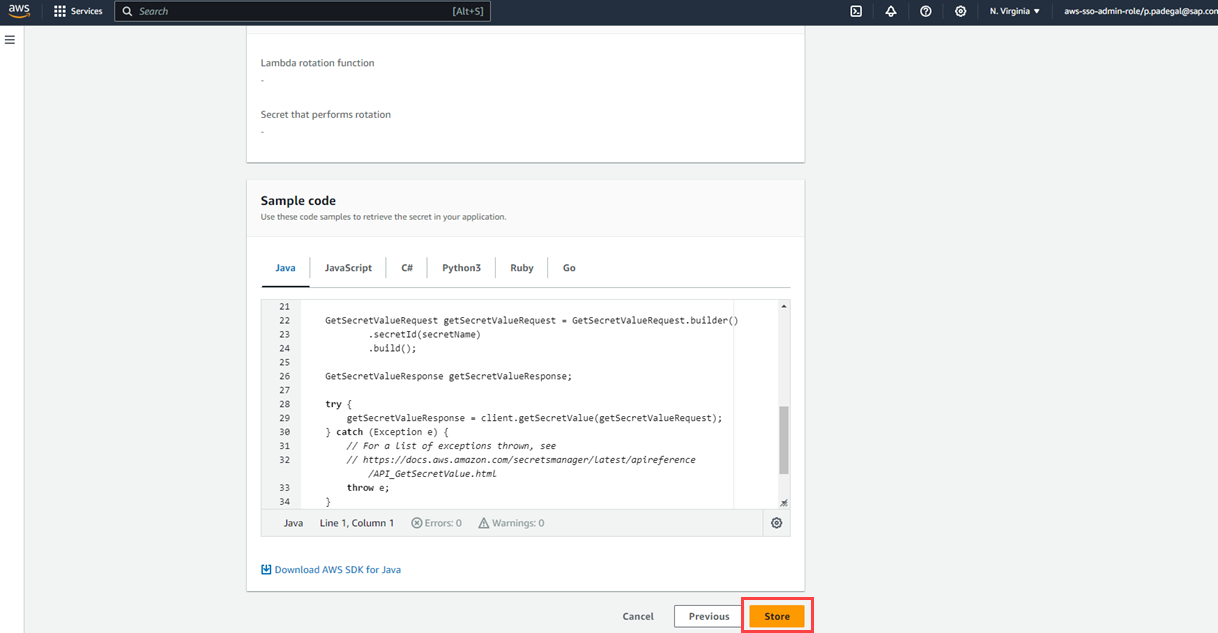 aws Services Search [Alt+S] N. Virginia aws-sso-admin-role/p.padegal@sap.con
Lambda rotation function
-
Secret that performs rotation
-
Sample code
Use these code samples to retrieve the secret in your application.
Java JavaScript C# Python3 Ruby Go
21
22 GetSecretValueRequest getSecretValueRequest = GetSecretValueRequest.builder()
23 .secretId(secretName)
24 .build();
25
26 GetSecretValueResponse getSecretValueResponse;
27
28 try {
29 getSecretValueResponse = client.getSecretValue(getSecretValueRequest);
30 } catch (Exception e) {
31 // For a list of exceptions thrown, see
32 // https://docs.aws.amazon.com/secretsmanager/latest/apireference
/API_GetSecretValue.html
33 throw e;
34 }
Java Line 1, Column 1 Errors: 0 Warnings: 0
Download AWS SDK for Java
Cancel Previous Store